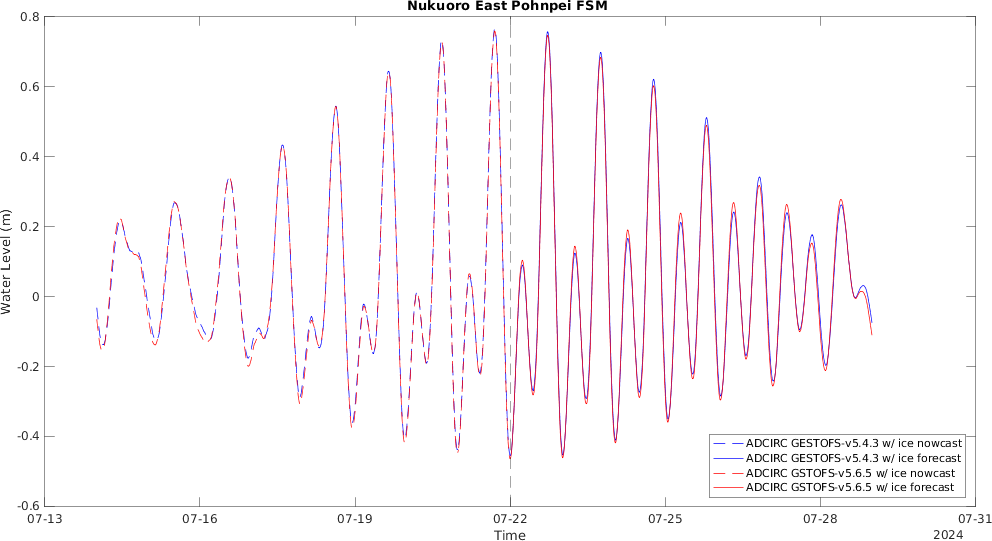 Nukuoro East Pohnpei FSM
0.8
0.6
0.4
0.2
0
-0.2
-0.4
-0.6
Water Level (m)
ADCIRC GESTOFS-v5.4.3 w/ ice nowcast
ADCIRC GESTOFS-v5.4.3 w/ ice forecast
ADCIRC GSTOFS-v5.6.5 w/ ice nowcast
ADCIRC GSTOFS-v5.6.5 w/ ice forecast
07-13 07-16 07-19 07-22 07-25 07-28 07-31
Time
2024